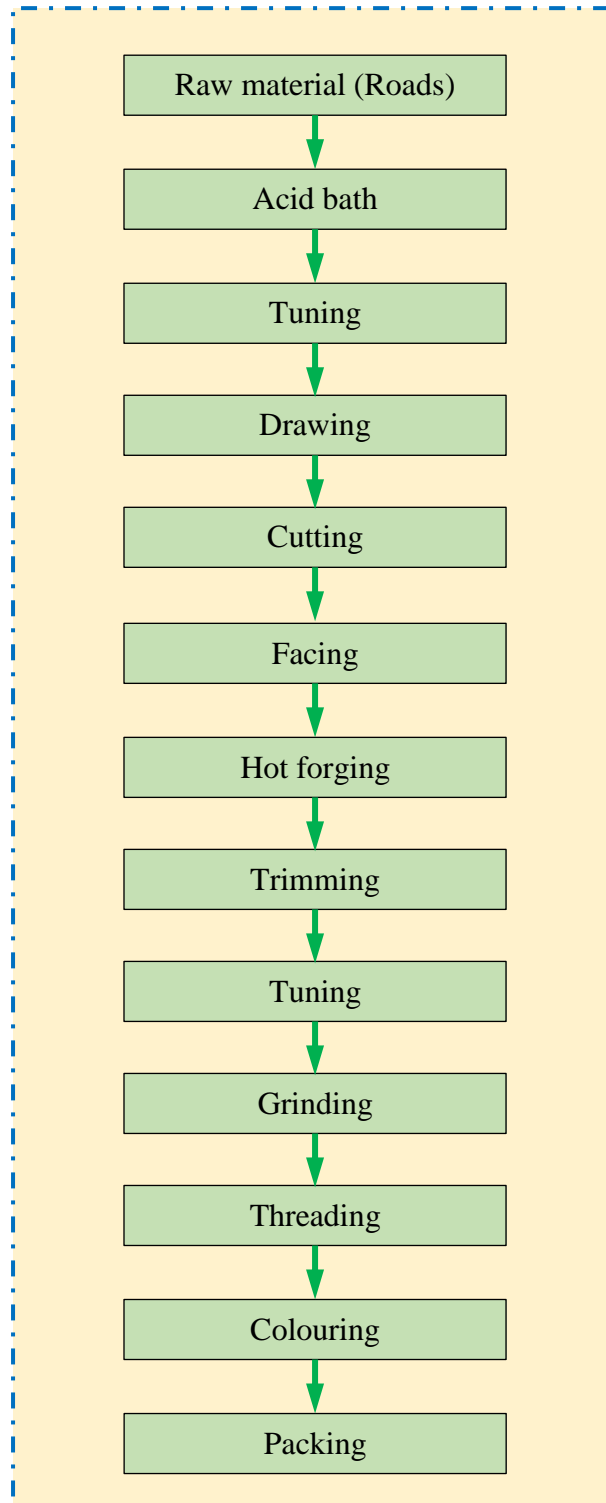 Raw material (Roads)
Acid bath
Tuning
Drawing
Cutting
Facing
Hot forging
Trimming
Tuning
Grinding
Threading
Colouring
Packing